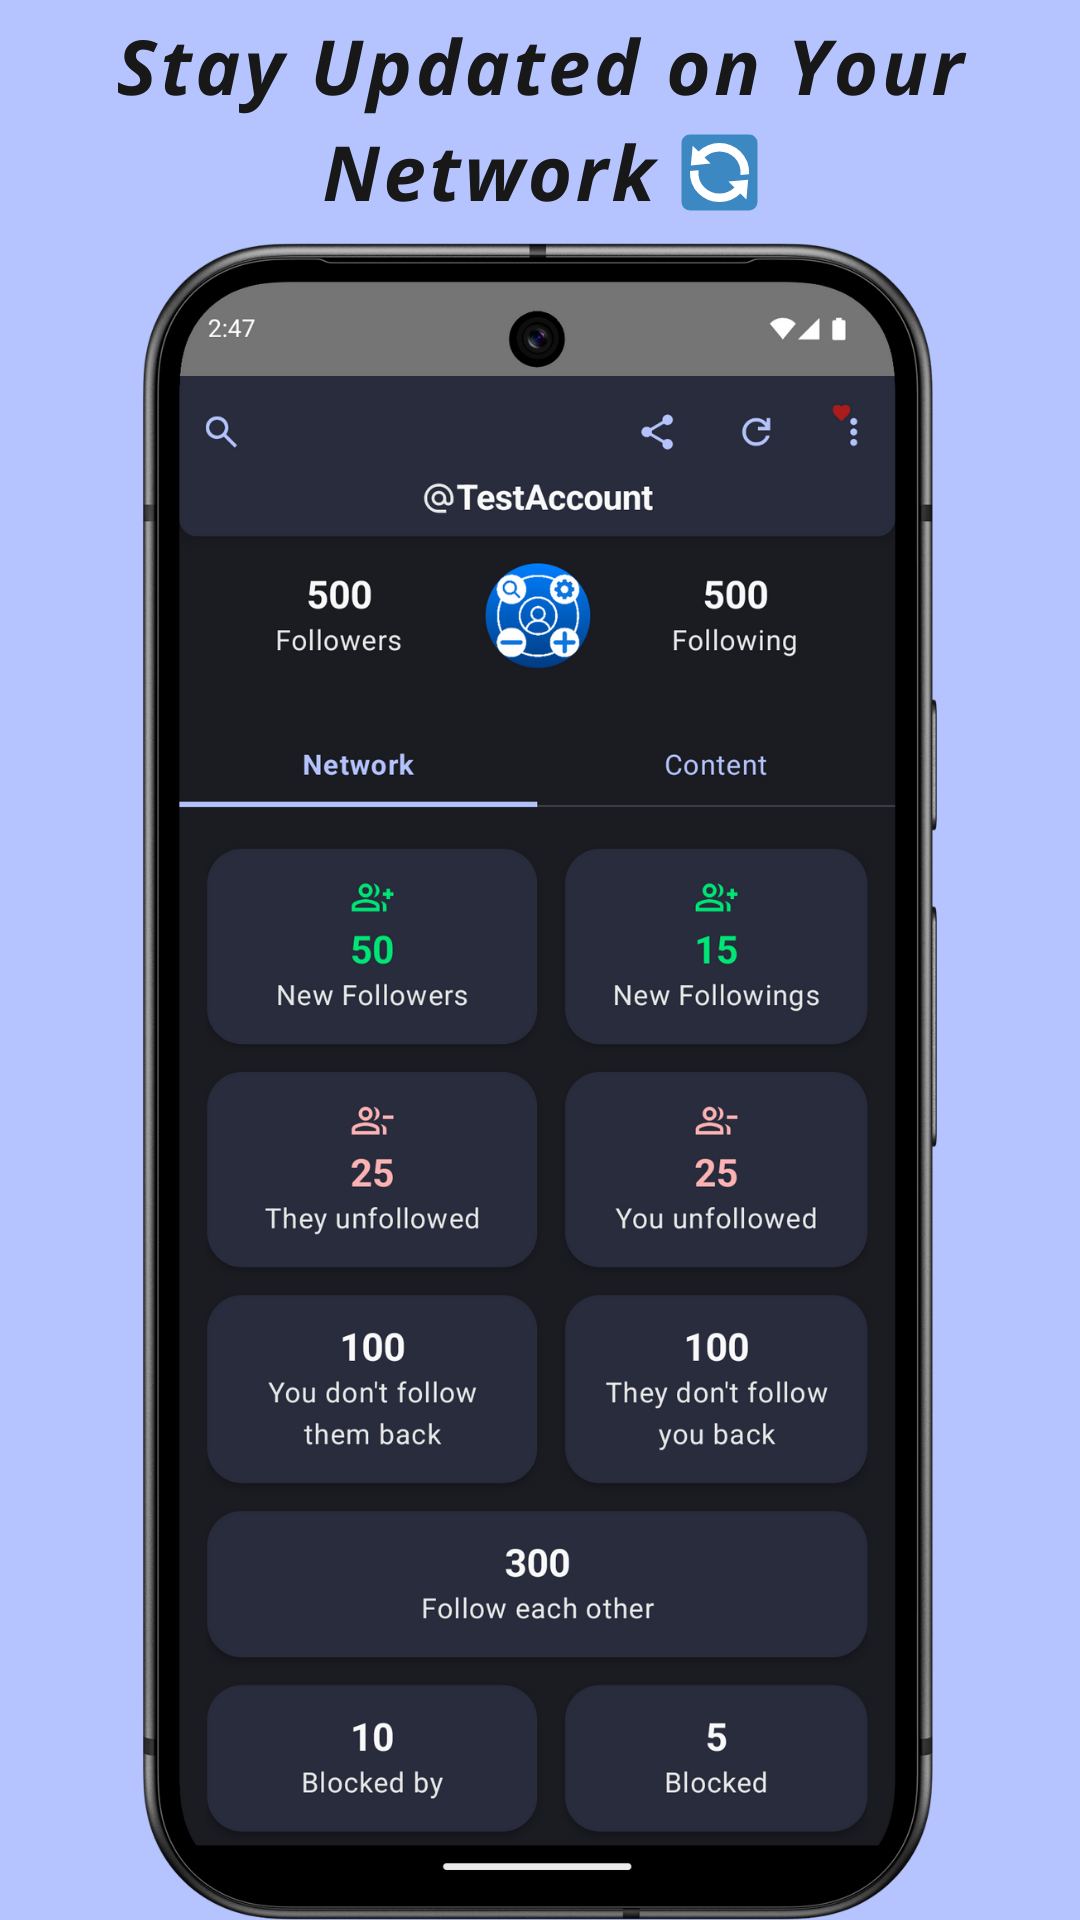 Stay Updated on Your
Network 🔄
2:47
@TestAccount
500
Followers
500
Following
Network
Content
50
New Followers
15
New Followings
25
They unfollowed
25
You unfollowed
100
You don't follow
them back
100
They don't follow
you back
300
Follow each other
10
Blocked by
5
Blocked